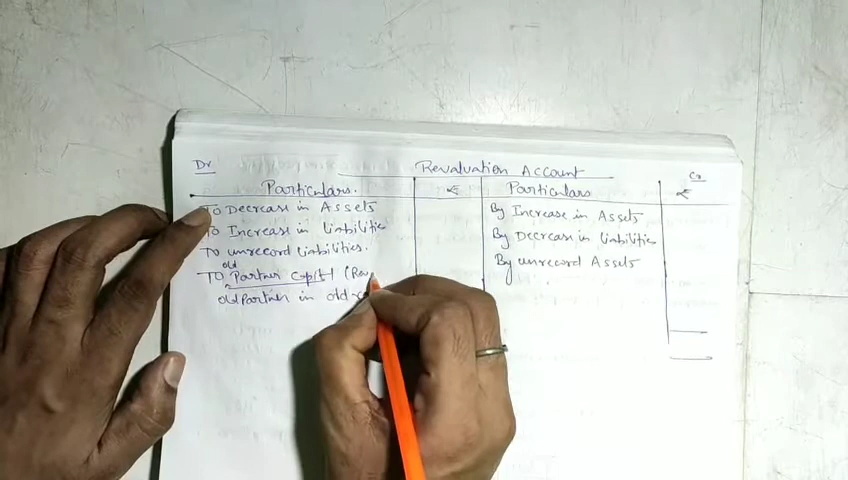 Dr Revaluation Account Cr
Particulars. ₹ Particulars ₹
To Decrease in Assets
To Increase in liabilities
To unrecord liabilities.
old
To Partner Capital (Rev
old Partner in old
By Increase in Assets
By Decrease in liabilities
By unrecord Assets